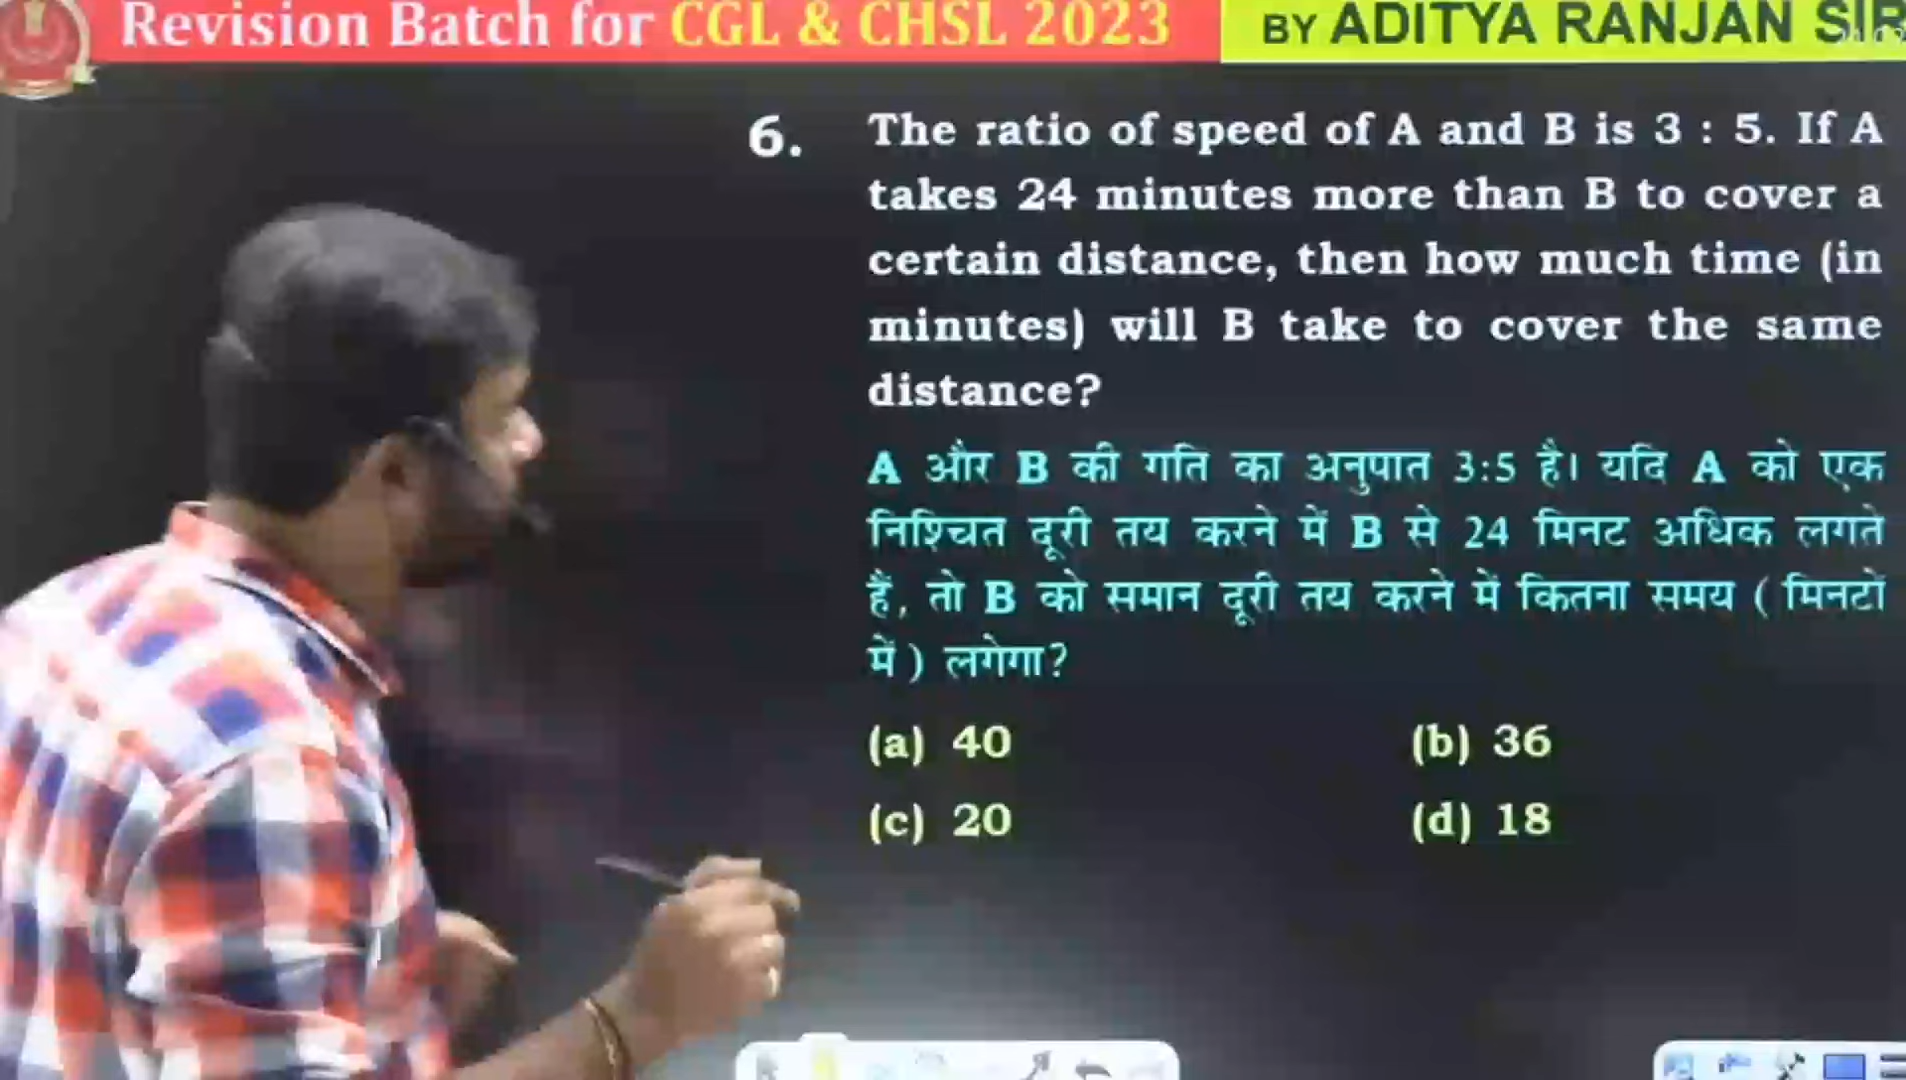 Revision Batch for CGL & CHSL 2023
BY ADITYA RANJAN SIR
6. The ratio of speed of A and B is 3 : 5. If A
takes 24 minutes more than B to cover a
certain distance, then how much time (in
minutes) will B take to cover the same
distance?
A और B की गति का अनुपात 3:5 है। यदि A को एक
निश्चित दूरी तय करने में B से 24 मिनट अधिक लगते
हैं, तो B को समान दूरी तय करने में कितना समय ( मिनटों
में ) लगेगा?
(a) 40 (b) 36
(c) 20 (d) 18